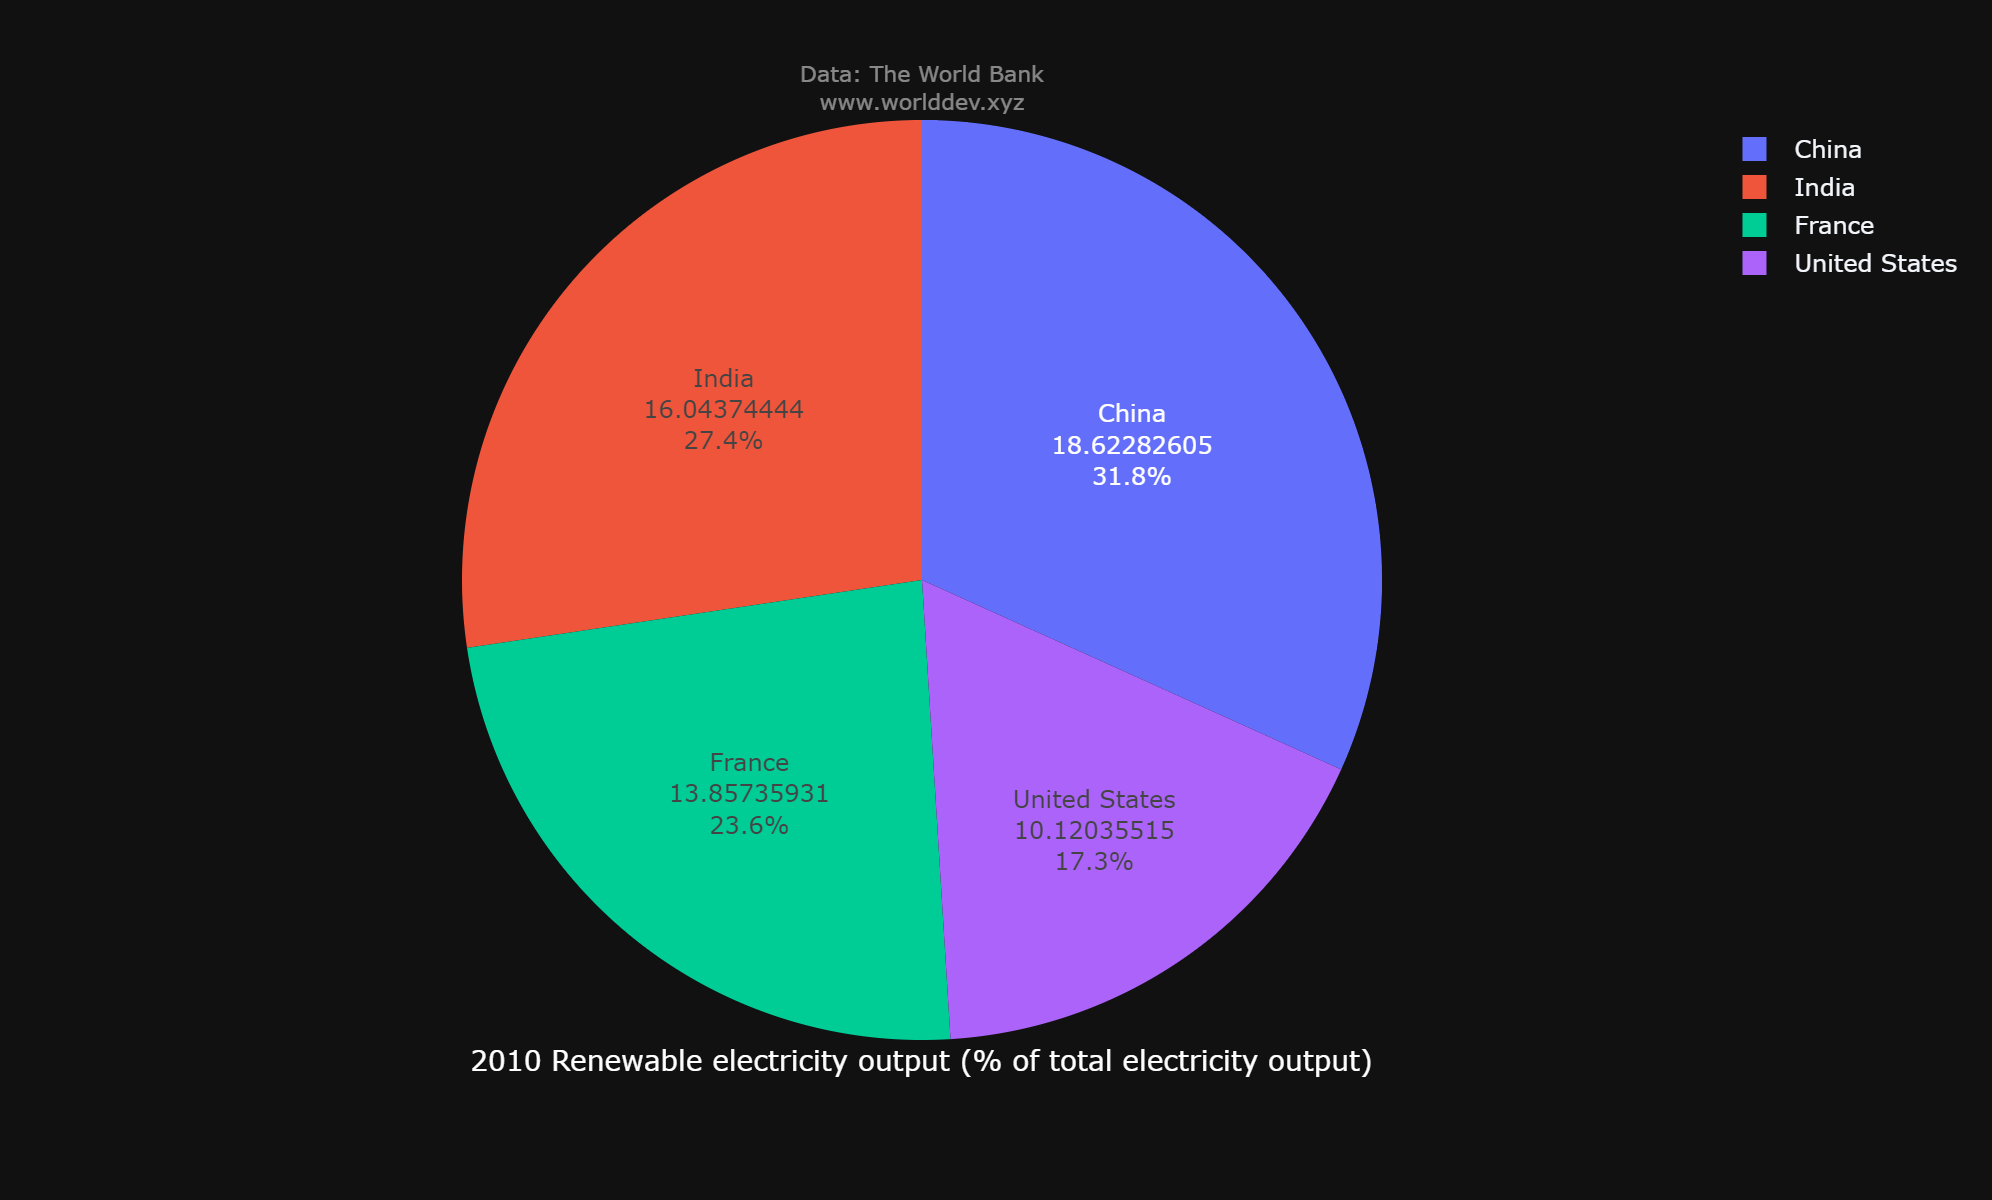 Data: The World Bank
www.worlddev.xyz
China
India
France
United States
India
16.04374444
27.4%
China
18.62282605
31.8%
France
13.85735931
23.6%
United States
10.12035515
17.3%
2010 Renewable electricity output (% of total electricity output)